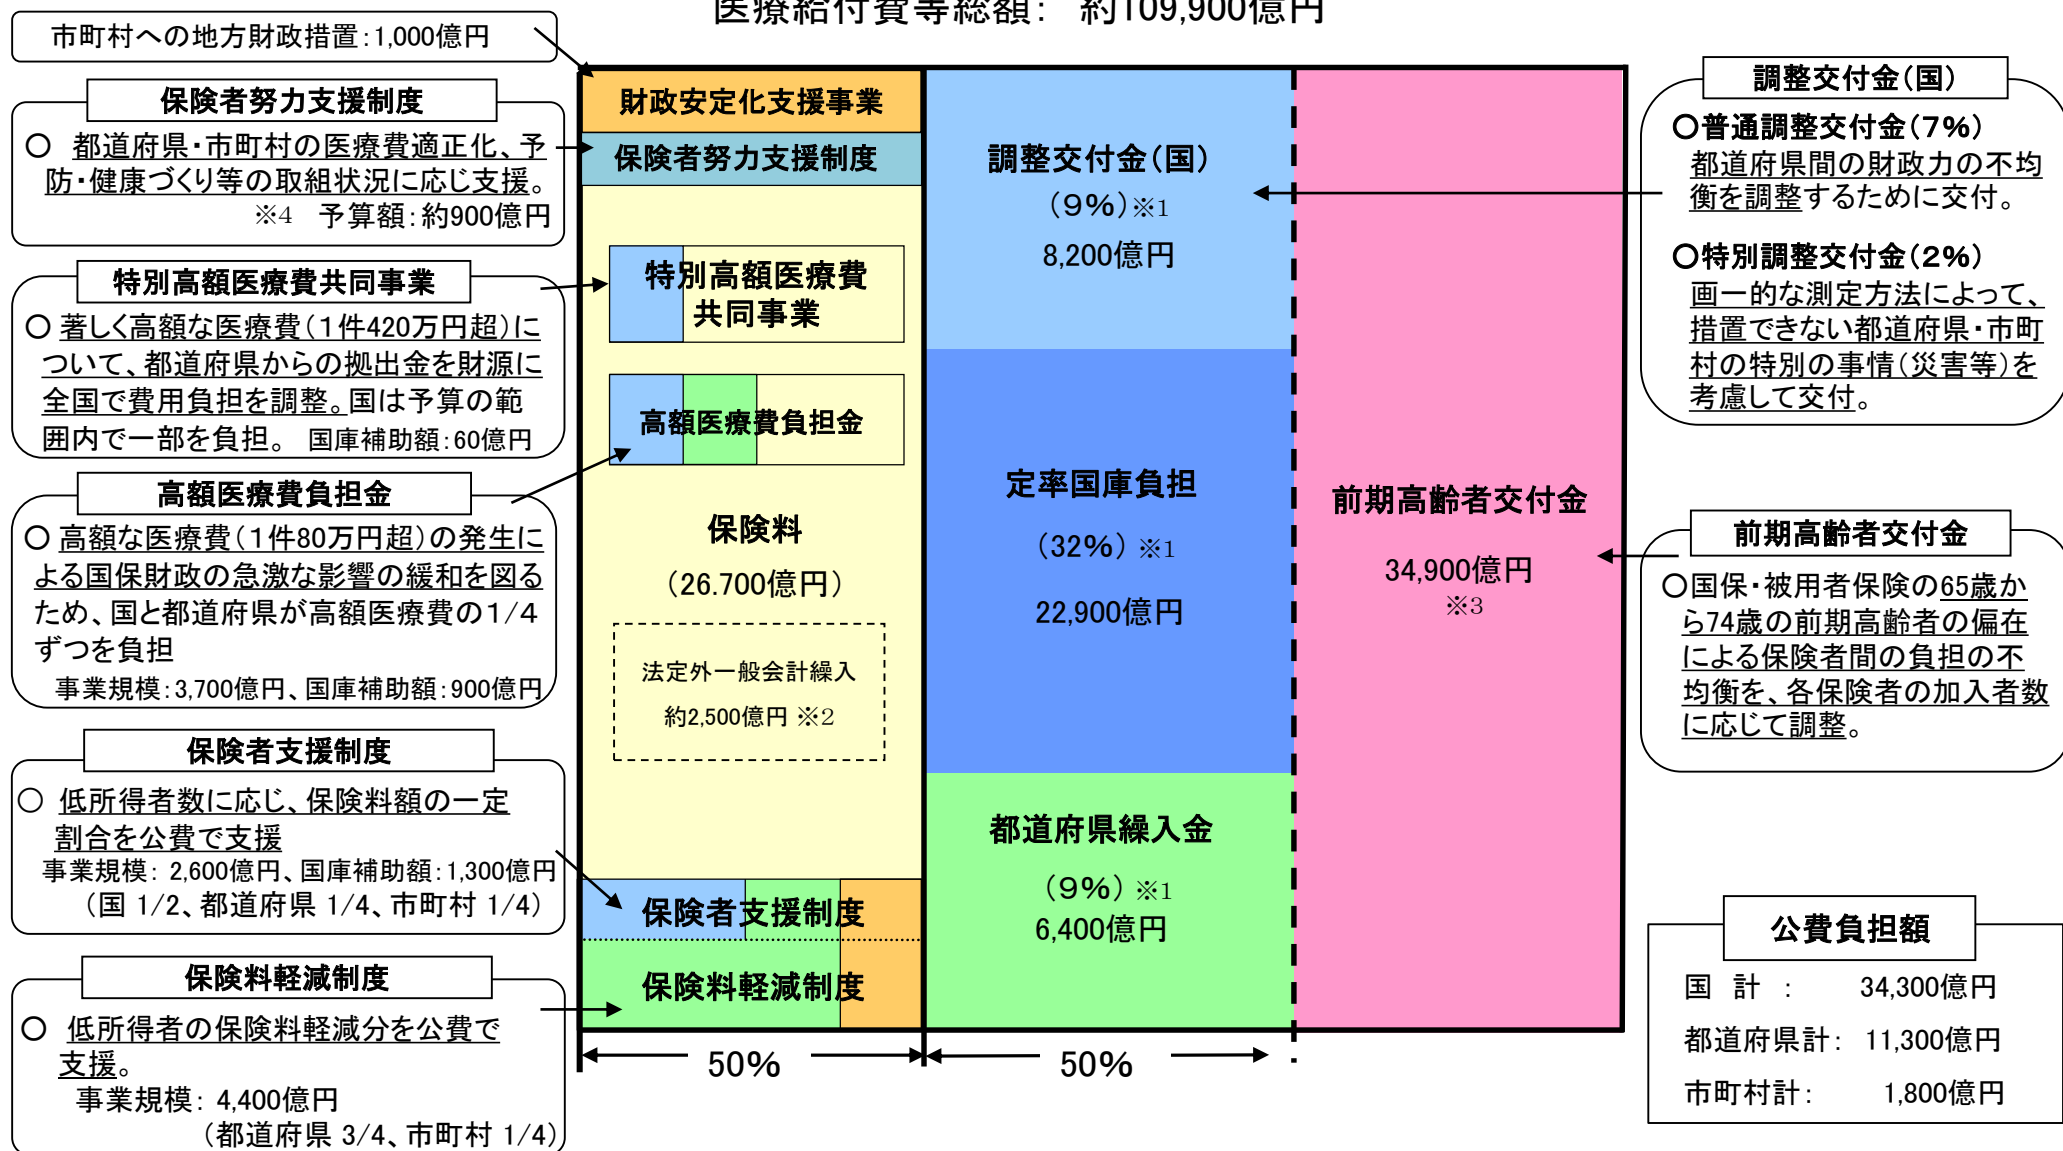 医療給付費等総額： 約109,900億円
市町村への地方財政措置：1,000億円
保険者努力支援制度
○ 都道府県・市町村の医療費適正化、予
防・健康づくり等の取組状況に応じ支援。
※4 予算額：約900億円
特別高額医療費共同事業
○ 著しく高額な医療費（１件420万円超）に
ついて、都道府県からの拠出金を財源に
全国で費用負担を調整。国は予算の範
囲内で一部を負担。 国庫補助額：60億円
高額医療費負担金
○ 高額な医療費（１件80万円超）の発生に
よる国保財政の急激な影響の緩和を図る
ため、国と都道府県が高額医療費の１/４
ずつを負担
事業規模：3,700億円、国庫補助額：900億円
保険者支援制度
○ 低所得者数に応じ、保険料額の一定
割合を公費で支援
事業規模： 2,600億円、国庫補助額：1,300億円
（国 1/2、都道府県 1/4、市町村 1/4）
保険料軽減制度
○ 低所得者の保険料軽減分を公費で
支援。
事業規模： 4,400億円
（都道府県 3/4、市町村 1/4）
財政安定化支援事業
保険者努力支援制度
特別高額医療費
共同事業
高額医療費負担金
保険料
（26.700億円）
法定外一般会計繰入
約2,500億円 ※2
保険者支援制度
保険料軽減制度
50%
調整交付金（国）
（９％）※1
8,200億円
定率国庫負担
（32％）※1
22,900億円
都道府県繰入金
（９％）※1
6,400億円
50%
前期高齢者交付金
34,900億円
※3
調整交付金（国）
○普通調整交付金（７％）
都道府県間の財政力の不均
衡を調整するために交付。
○特別調整交付金（２％）
画一的な測定方法によって、
措置できない都道府県・市町
村の特別の事情（災害等）を
考慮して交付。
前期高齢者交付金
○国保・被用者保険の65歳か
ら74歳の前期高齢者の偏在
による保険者間の負担の不
均衡を、各保険者の加入者数
に応じて調整。
公費負担額
国 計 ： 34,300億円
都道府県計： 11,300億円
市町村計： 1,800億円